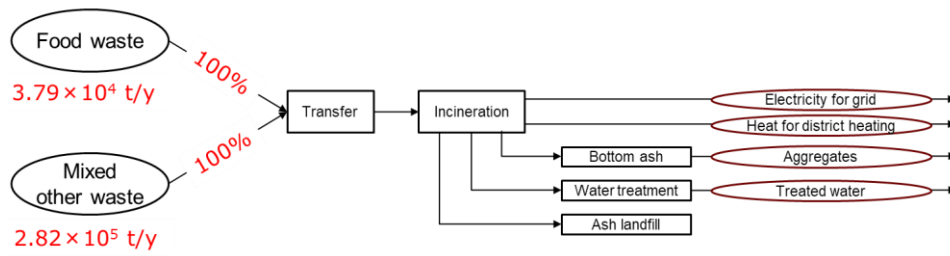 Food waste
3.79×10⁴ t/y
100%
Mixed
other waste
2.82×10⁵ t/y
100%
Transfer
Incineration
Electricity for grid
Heat for district heating
Bottom ash
Aggregates
Water treatment
Treated water
Ash landfill